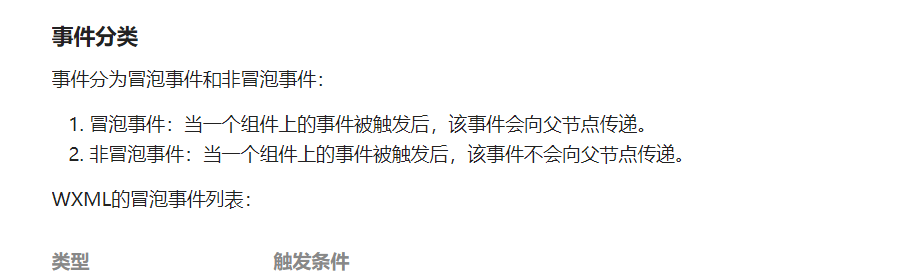 事件分类
事件分为冒泡事件和非冒泡事件：
1. 冒泡事件：当一个组件上的事件被触发后，该事件会向父节点传递。
2. 非冒泡事件：当一个组件上的事件被触发后，该事件不会向父节点传递。
WXML的冒泡事件列表：
类型 触发条件